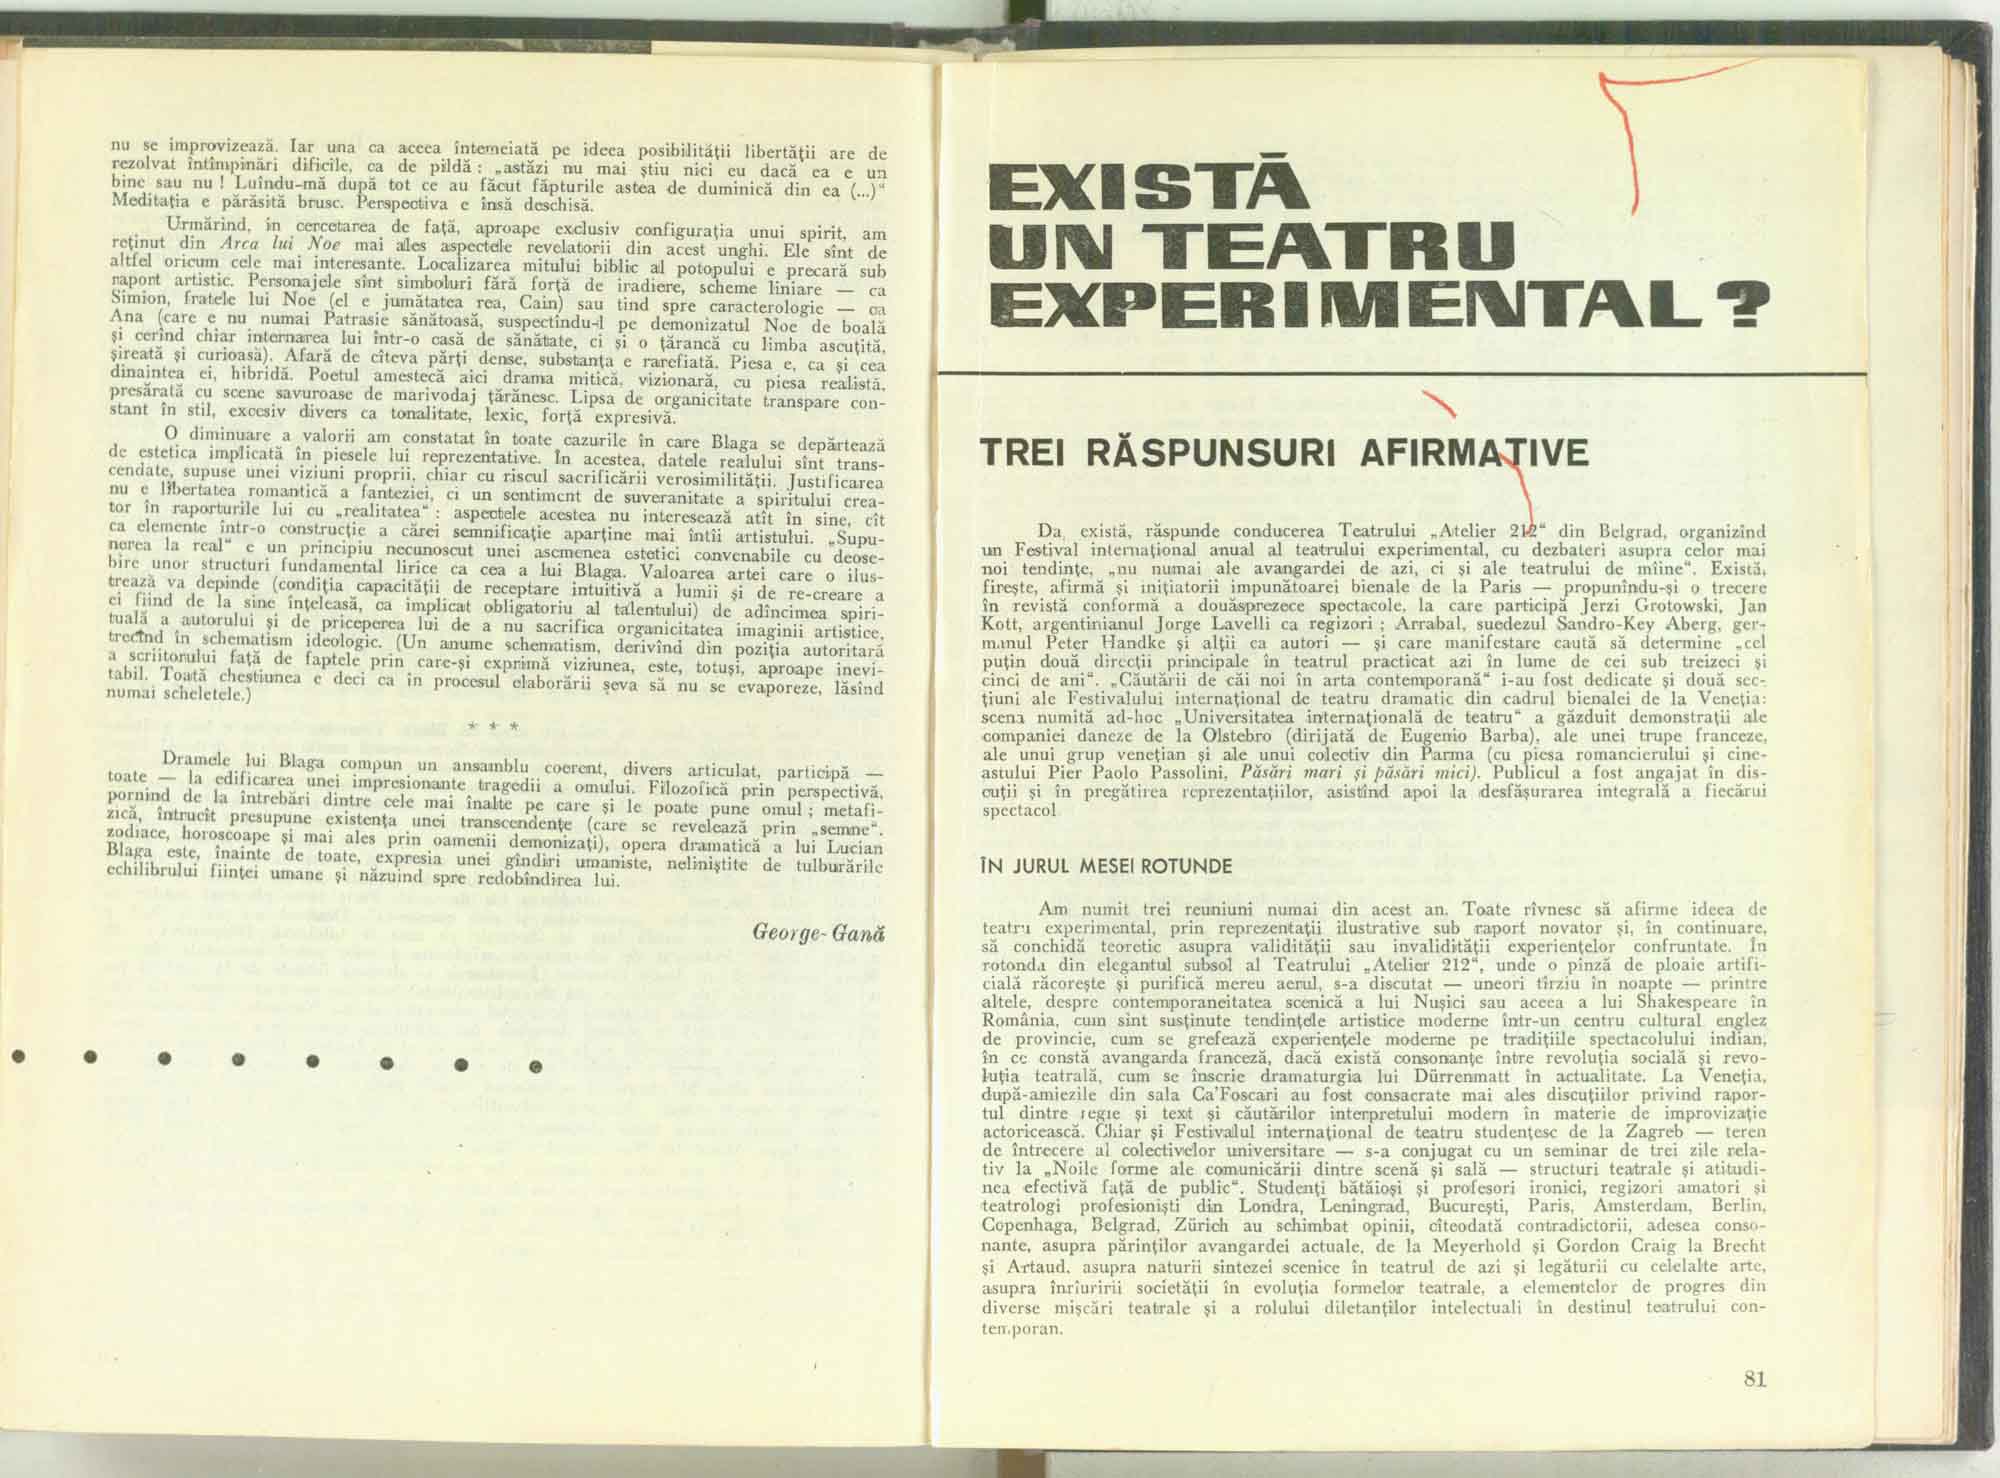 nu se improvizează. Iar una ca aceea întemeiată pe ideea posibilității libertății are de
rezolvat întîmpinări dificile, ca de pildă : „astăzi nu mai știu nici eu dacă ea e un
bine sau nu ! Luîndu-mă după tot ce au făcut făpturile astea de duminică din ea (...)“
Meditația e părăsită brusc. Perspectiva e însă deschisă.
Urmărind, în cercetarea de față, aproape exclusiv configurația unui spirit, am
reținut din Arca lui Noe mai ales aspectele revelatorii din acest unghi. Ele sînt de
altfel oricum cele mai interesante. Localizarea mitului biblic al potopului e precară sub
raport artistic. Personajele sînt simboluri fără forță de iradiere, scheme liniare — ca
Simion, fratele lui Noe (el e jumătatea rea, Cain) sau tind spre caracterologie — ca
Ana (care e nu numai Patrasie sănătoasă, suspectîndu-l pe demonizatul Noe de boală
și cerînd chiar internarea lui într-o casă de sănătate, ci și o țărancă cu limba ascuțită,
șireată și curioasă). Afară de cîteva părți dense, substanța e rarefiată. Piesa e, ca și cea
dinaintea ei, hibridă. Poetul amestecă aici drama mitică, vizionară, cu piesa realistă,
presărată cu scene savuroase de marivodaj țărănesc. Lipsa de organicitate transpare con-
stant în stil, excesiv divers ca tonalitate, lexic, forță expresivă.
O diminuare a valorii am constatat în toate cazurile în care Blaga se depărtează
de estetica implicată în piesele lui reprezentative. În acestea, datele realului sînt trans-
cendate, supuse unei viziuni proprii, chiar cu riscul sacrificării verosimilității. Justificarea
nu e libertatea romantică a fanteziei, ci un sentiment de suveranitate a spiritului crea-
tor în raporturile lui cu „realitatea“ : aspectele acestea nu interesează atît în sine, cît
ca elemente într-o construcție a cărei semnificație aparține mai întîi artistului. „Supu-
nerea la real“ e un principiu necunoscut unei asemenea estetici convenabile cu deose-
bire unor structuri fundamental lirice ca cea a lui Blaga. Valoarea artei care o ilus-
trează va depinde (condiția capacității de receptare intuitivă a lumii și de re-creare a
ei fiind de la sine înțeleasă, ca implicat obligatoriu al talentului) de adîncimea spiri-
tuală a autorului și de priceperea lui de a nu sacrifica organicitatea imaginii artistice,
trecînd în schematism ideologic. (Un anume schematism, derivînd din poziția autoritară
a scriitorului față de faptele prin care-și exprimă viziunea, este, totuși, aproape inevi-
tabil. Toată chestiunea e deci ca în procesul elaborării seva să nu se evaporeze, lăsînd
numai scheletele.)
* * *
Dramele lui Blaga compun un ansamblu coerent, divers articulat, participă —
toate — la edificarea unei impresionante tragedii a omului. Filozofică prin perspectivă,
pornind de la întrebări dintre cele mai înalte pe care și le poate pune omul ; metafi-
zică, întrucît presupune existența unei transcendențe (care se revelează prin „semne“.
zodiace, horoscoape și mai ales prin oamenii demonizați), opera dramatică a lui Lucian
Blaga este, înainte de toate, expresia unei gîndiri umaniste, neliniștite de tulburările
echilibrului ființei umane și năzuind spre redobîndirea lui.
George Gană
EXISTĂ
UN TEATRU
EXPERIMENTAL ?
TREI RĂSPUNSURI AFIRMATIVE
Da, există, răspunde conducerea Teatrului „Atelier 212“ din Belgrad, organizînd
un Festival internațional anual al teatrului experimental, cu dezbateri asupra celor mai
noi tendințe, „nu numai ale avangardei de azi, ci și ale teatrului de mîine“. Există,
firește, afirmă și inițiatorii impunătoarei bienale de la Paris — propunîndu-și o trecere
în revistă conformă a douăsprezece spectacole, la care participă Jerzi Grotowski, Jan
Kott, argentinianul Jorge Lavelli ca regizori ; Arrabal, suedezul Sandro-Key Aberg, ger-
manul Peter Handke și alții ca autori — și care manifestare caută să determine „cel
puțin două direcții principale în teatrul practicat azi în lume de cei sub treizeci și
cinci de ani“. „Căutării de căi noi în arta contemporană“ i-au fost dedicate și două sec-
țiuni ale Festivalului internațional de teatru dramatic din cadrul bienalei de la Veneția:
scena numită ad-hoc „Universitatea internațională de teatru“ a găzduit demonstrații ale
companiei daneze de la Olstebro (dirijată de Eugenio Barba), ale unei trupe franceze,
ale unui grup venețian și ale unui colectiv din Parma (cu piesa romancierului și cine-
astului Pier Paolo Passolini, Păsări mari și păsări mici). Publicul a fost angajat în dis-
cuții și în pregătirea reprezentațiilor, asistînd apoi la desfășurarea integrală a fiecărui
spectacol
ÎN JURUL MESEI ROTUNDE
Am numit trei reuniuni numai din acest an. Toate rîvnesc să afirme ideea de
teatru experimental, prin reprezentații ilustrative sub raport novator și, în continuare,
să conchidă teoretic asupra validității sau invalidității experiențelor confruntate. În
rotonda din elegantul subsol al Teatrului „Atelier 212“, unde o pînză de ploaie artifi-
cială răcorește și purifică mereu aerul, s-a discutat — uneori tîrziu în noapte — printre
altele, despre contemporaneitatea scenică a lui Nușici sau aceea a lui Shakespeare în
România, cum sint susținute tendințele artistice moderne într-un centru cultural englez
de provincie, cum se grefează experiențele moderne pe tradițiile spectacolului indian,
în ce constă avangarda franceză, dacă există consonanțe între revoluția socială și revo-
luția teatrală, cum se înscrie dramaturgia lui Dürrenmatt în actualitate. La Veneția,
după-amiezile din sala Ca'Foscari au fost consacrate mai ales discuțiilor privind rapor-
tul dintre regie și text și căutărilor interpretului modern în materie de improvizație
actoricească. Chiar și Festivalul internațional de teatru studențesc de la Zagreb — teren
de întrecere al colectivelor universitare — s-a conjugat cu un seminar de trei zile rela-
tiv la „Noile forme ale comunicării dintre scenă și sală — structuri teatrale și atitudi-
nea efectivă față de public“. Studenți bătăioși și profesori ironici, regizori amatori și
teatrologi profesioniști din Londra, Leningrad, București, Paris, Amsterdam, Berlin,
Copenhaga, Belgrad, Zürich au schimbat opinii, cîteodată contradictorii, adesea conso-
nante, asupra părinților avangardei actuale, de la Meyerhold și Gordon Craig la Brecht
și Artaud, asupra naturii sintezei scenice în teatrul de azi și legăturii cu celelalte arte,
asupra înrîuririi societății în evoluția formelor teatrale, a elementelor de progres din
diverse mișcări teatrale și a rolului diletanților intelectuali în destinul teatrului con-
temporan.
81